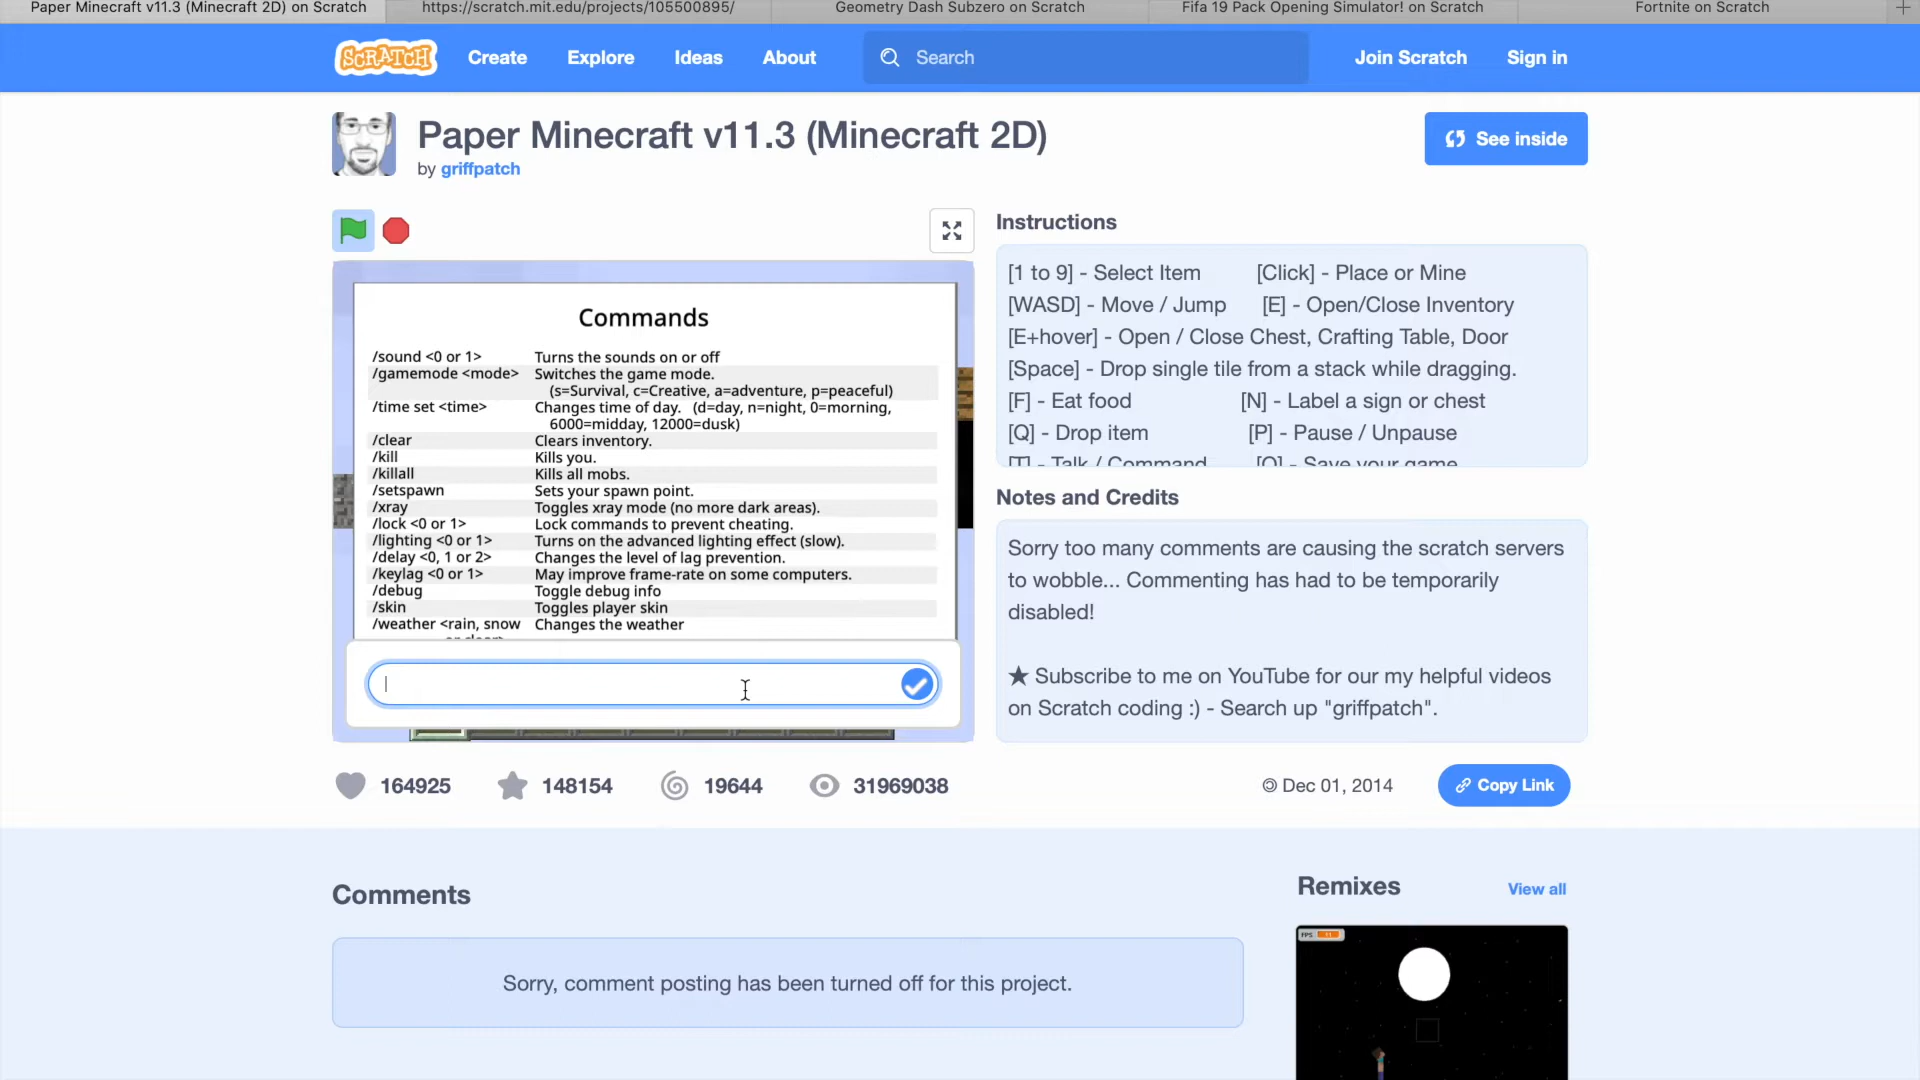 Paper Minecraft v11.3 (Minecraft 2D) on Scratch
https://scratch.mit.edu/projects/105500895/
Geometry Dash Subzero on Scratch
Fifa 19 Pack Opening Simulator! on Scratch
Fortnite on Scratch
SCRATCH
Create
Explore
Ideas
About
Search
Join Scratch
Sign in
Paper Minecraft v11.3 (Minecraft 2D)
by griffpatch
See inside
Commands
/sound <0 or 1> Turns the sounds on or off
/gamemode <mode> Switches the game mode.
(s=Survival, c=Creative, a=adventure, p=peaceful)
/time set <time> Changes time of day. (d=day, n=night, 0=morning,
6000=midday, 12000=dusk)
/clear Clears inventory.
/kill Kills you.
/killall Kills all mobs.
/setspawn Sets your spawn point.
/xray Toggles xray mode (no more dark areas).
/lock <0 or 1> Lock commands to prevent cheating.
/lighting <0 or 1> Turns on the advanced lighting effect (slow).
/delay <0, 1 or 2> Changes the level of lag prevention.
/keylag <0 or 1> May improve frame-rate on some computers.
/debug Toggle debug info
/skin Toggles player skin
/weather <rain, snow Changes the weather
or clear>
Instructions
[1 to 9] - Select Item [Click] - Place or Mine
[WASD] - Move / Jump [E] - Open/Close Inventory
[E+hover] - Open / Close Chest, Crafting Table, Door
[Space] - Drop single tile from a stack while dragging.
[F] - Eat food [N] - Label a sign or chest
[Q] - Drop item [P] - Pause / Unpause
[T] - Talk / Command [O] - Save your game
Notes and Credits
Sorry too many comments are causing the scratch servers
to wobble... Commenting has had to be temporarily
disabled!
★ Subscribe to me on YouTube for our my helpful videos
on Scratch coding :) - Search up "griffpatch".
164925
148154
19644
31969038
© Dec 01, 2014
Copy Link
Comments
Sorry, comment posting has been turned off for this project.
Remixes
View all
FPS